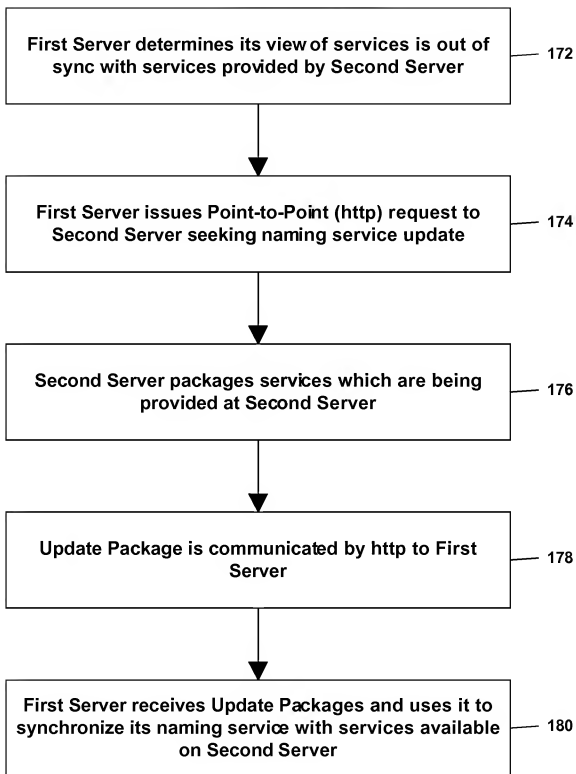 First Server determines its view of services is out of
sync with services provided by Second Server
172
First Server issues Point-to-Point (http) request to
Second Server seeking naming service update
174
Second Server packages services which are being
provided at Second Server
176
Update Package is communicated by http to First
Server
178
First Server receives Update Packages and uses it to
synchronize its naming service with services available
on Second Server
180